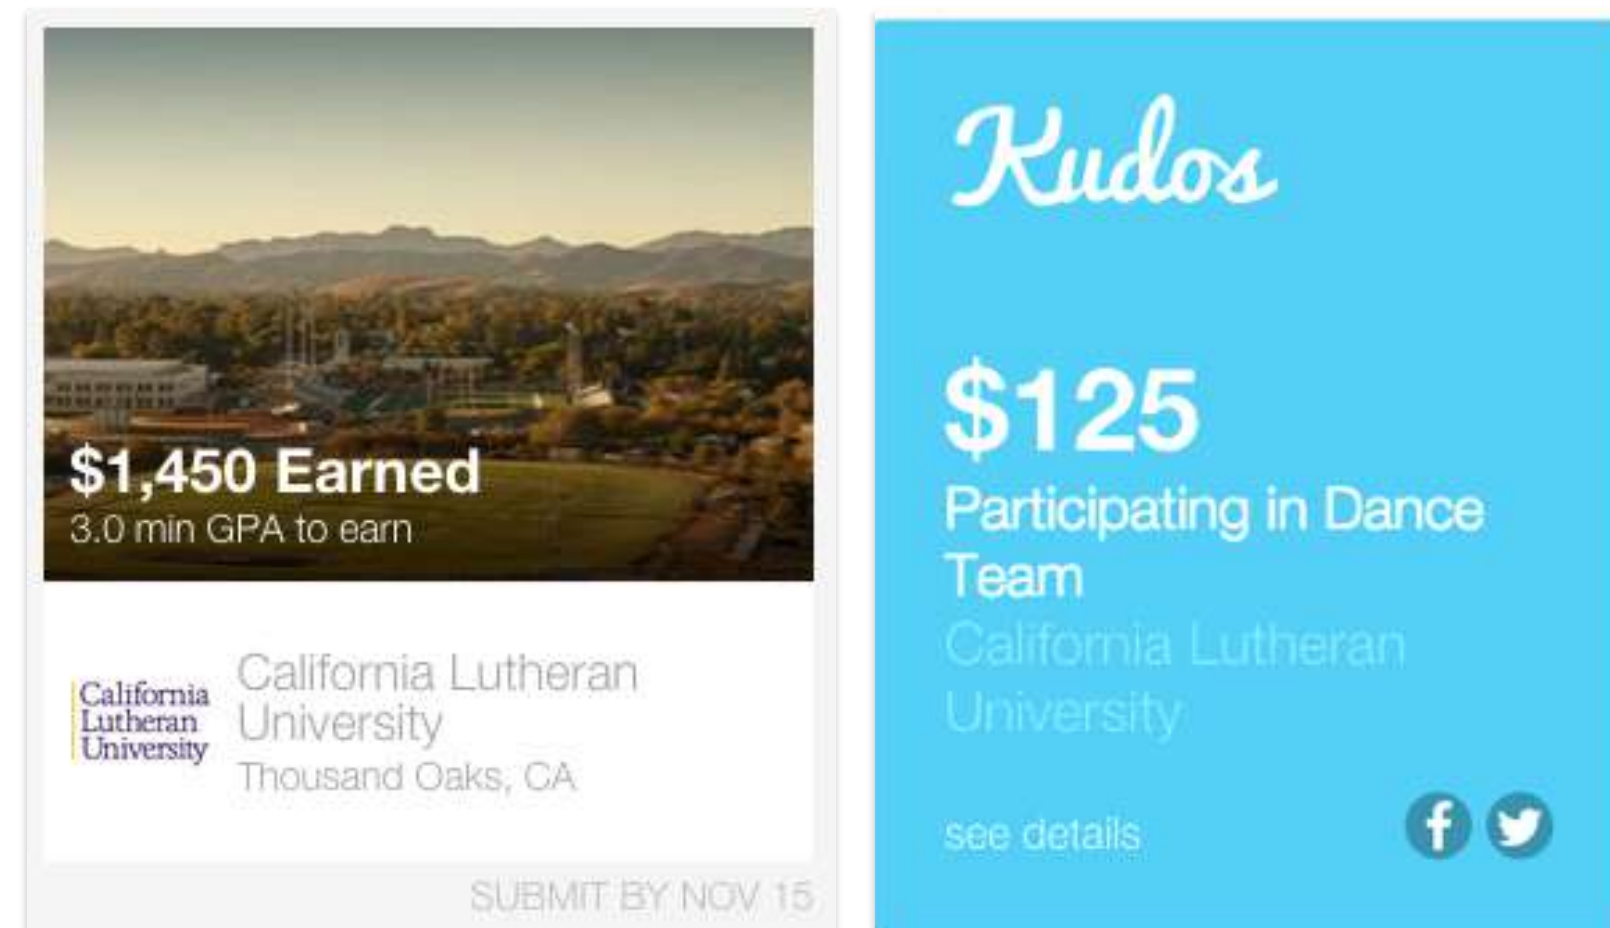 $1,450 Earned
3.0 min GPA to earn
California
Lutheran
University
California Lutheran
University
Thousand Oaks, CA
SUBMIT BY NOV 15
Kudos
$125
Participating in Dance
Team
California Lutheran
University
see details